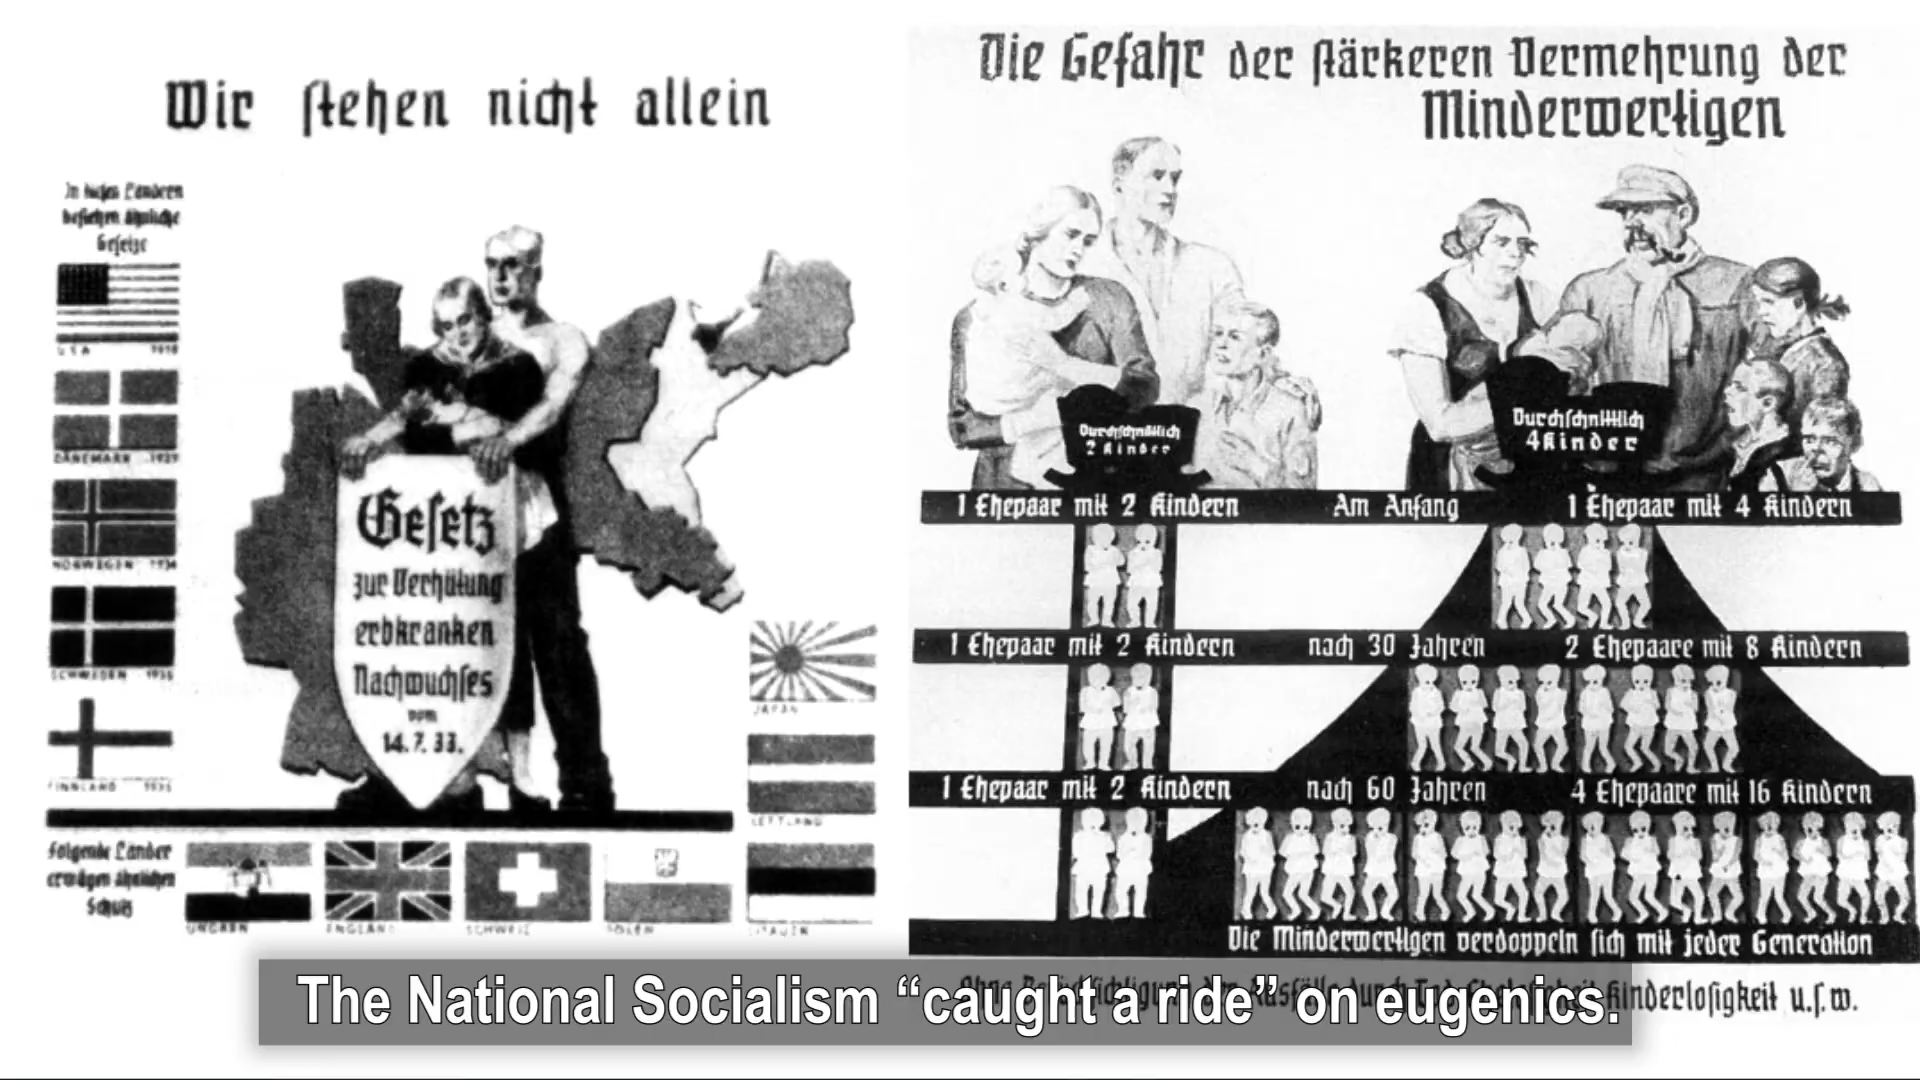 Wir stehen nicht allein
In diesen Ländern
bestehen ähnliche
Gesetze
USA
DÄNEMARK 1929
NORWEGEN 1934
SCHWEDEN 1935
FINNLAND 1935
Gesetz
zur Verhütung
erbkranken
Nachwuchses
vom
14.7.33.
JAPAN
LETTLAND
LITAUEN
Folgende Länder
erwägen ähnlichen
Schutz
UNGARN
ENGLAND
SCHWEIZ
POLEN
Die Gefahr der stärkeren Vermehrung der
Minderwertigen
Durchschnittlich
2 Kinder
Durchschnittlich
4 Kinder
1 Ehepaar mit 2 Kindern Am Anfang 1 Ehepaar mit 4 Kindern
1 Ehepaar mit 2 Kindern nach 30 Jahren 2 Ehepaare mit 8 Kindern
1 Ehepaar mit 2 Kindern nach 60 Jahren 4 Ehepaare mit 16 Kindern
Die Minderwertigen verdoppeln sich mit jeder Generation
Kinderlosigkeit u.s.w.
The National Socialism “caught a ride” on eugenics.